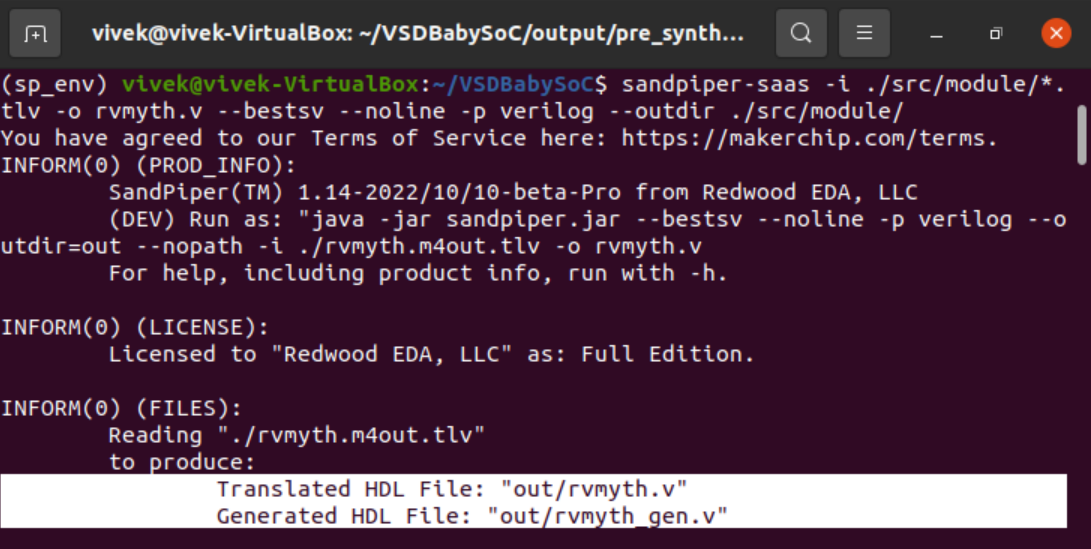 vivek@vivek-VirtualBox: ~/VSDBabySoC/output/pre_synth...
(sp_env) vivek@vivek-VirtualBox:~/VSDBabySoC$ sandpiper-saas -i ./src/module/*.
tlv -o rvmyth.v --bestsv --noline -p verilog --outdir ./src/module/
You have agreed to our Terms of Service here: https://makerchip.com/terms.
INFORM(0) (PROD_INFO):
SandPiper(TM) 1.14-2022/10/10-beta-Pro from Redwood EDA, LLC
(DEV) Run as: "java -jar sandpiper.jar --bestsv --noline -p verilog --o
utdir=out --nopath -i ./rvmyth.m4out.tlv -o rvmyth.v
For help, including product info, run with -h.
INFORM(0) (LICENSE):
Licensed to "Redwood EDA, LLC" as: Full Edition.
INFORM(0) (FILES):
Reading "./rvmyth.m4out.tlv"
to produce:
Translated HDL File: "out/rvmyth.v"
Generated HDL File: "out/rvmyth_gen.v"